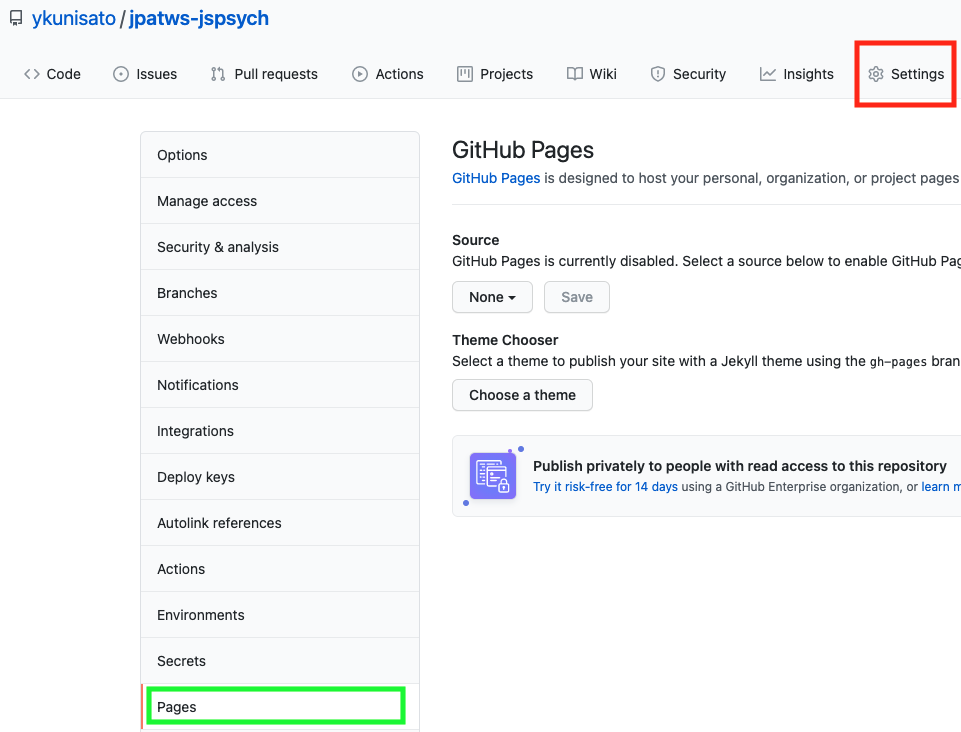 ykunisato / jpatws-jspsych
Code Issues Pull requests Actions Projects Wiki Security Insights Settings
Options
Manage access
Security & analysis
Branches
Webhooks
Notifications
Integrations
Deploy keys
Autolink references
Actions
Environments
Secrets
Pages
GitHub Pages
GitHub Pages is designed to host your personal, organization, or project pages
Source
GitHub Pages is currently disabled. Select a source below to enable GitHub Pag
None Save
Theme Chooser
Select a theme to publish your site with a Jekyll theme using the gh-pages bran
Choose a theme
Publish privately to people with read access to this repository
Try it risk-free for 14 days using a GitHub Enterprise organization, or learn m